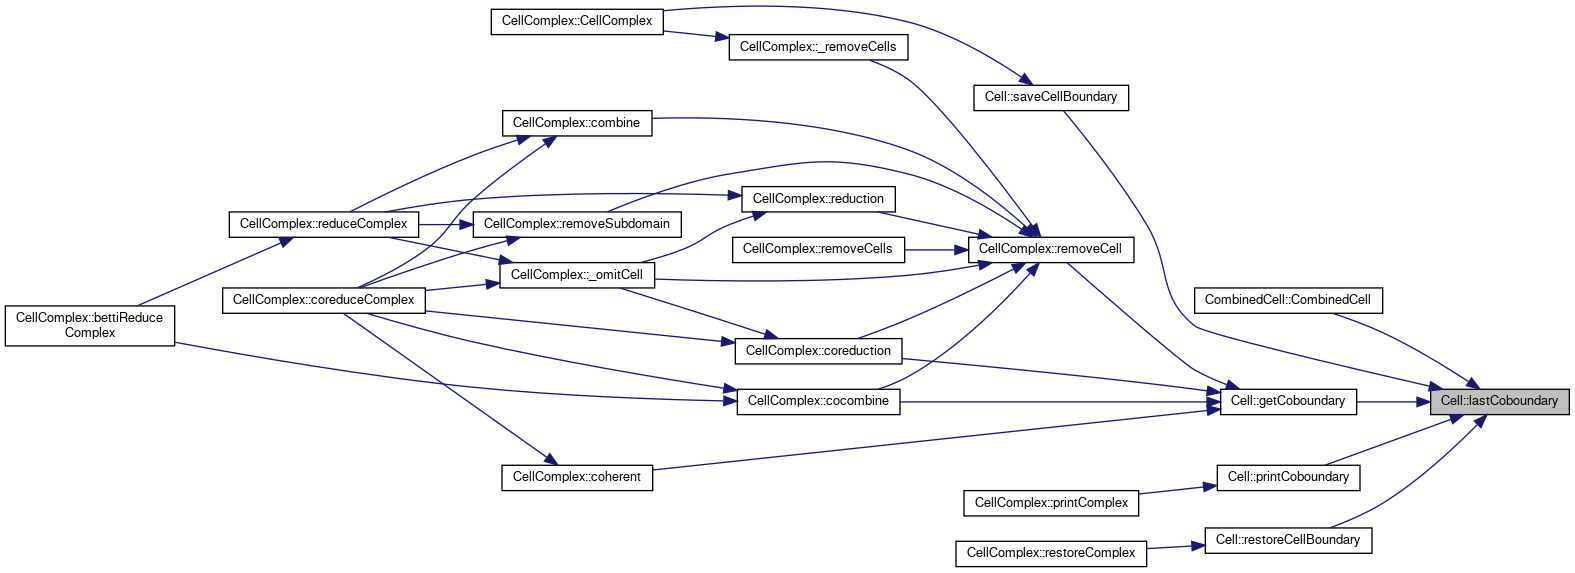 CellComplex::CellComplex
CellComplex::_removeCells
Cell::saveCellBoundary
CellComplex::combine
CellComplex::reduction
CellComplex::reduceComplex
CellComplex::removeSubdomain
CellComplex::removeCells
CellComplex::removeCell
CellComplex::_omitCell
CellComplex::coreduceComplex
CombinedCell::CombinedCell
CellComplex::bettiReduce
Complex
CellComplex::coreduction
CellComplex::cocombine
Cell::getCoboundary
Cell::lastCoboundary
CellComplex::coherent
Cell::printCoboundary
CellComplex::printComplex
Cell::restoreCellBoundary
CellComplex::restoreComplex